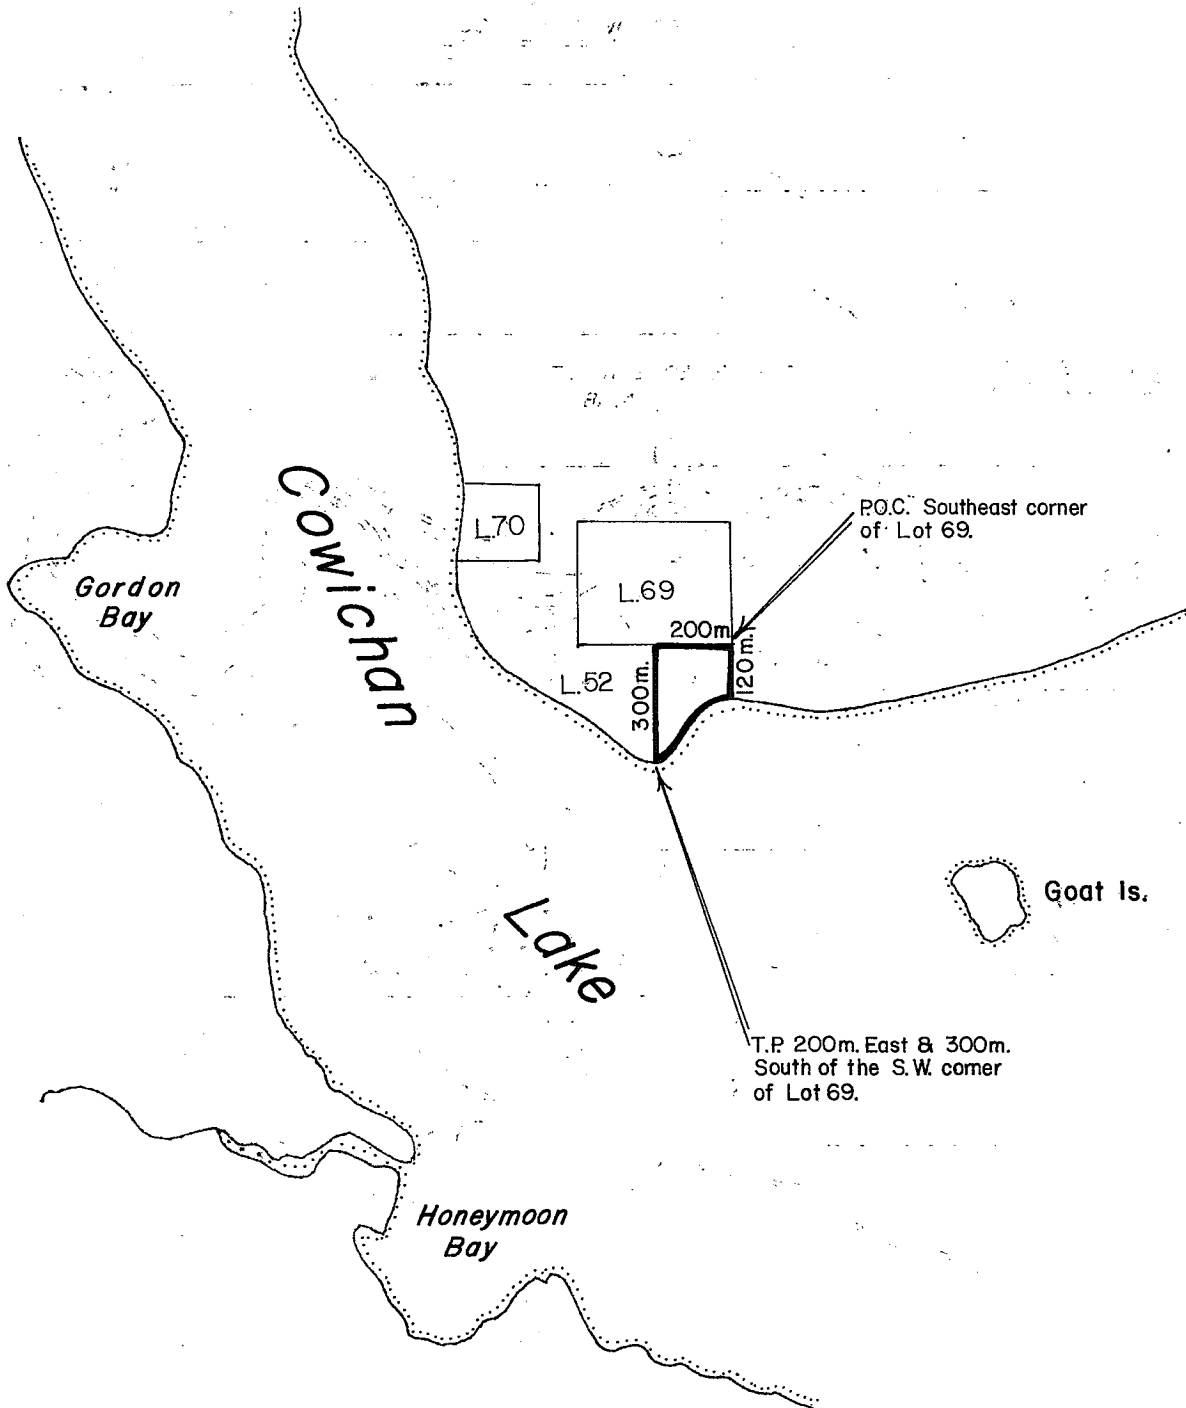 L.70
P.O.C. Southeast corner
of Lot 69.
Cowichan
Gordon
Bay
L.69
200m.
120m.
L.52
300m.
Goat Is.
Lake
T.P. 200m. East & 300m.
South of the S.W. corner
of Lot 69.
Honeymoon
Bay